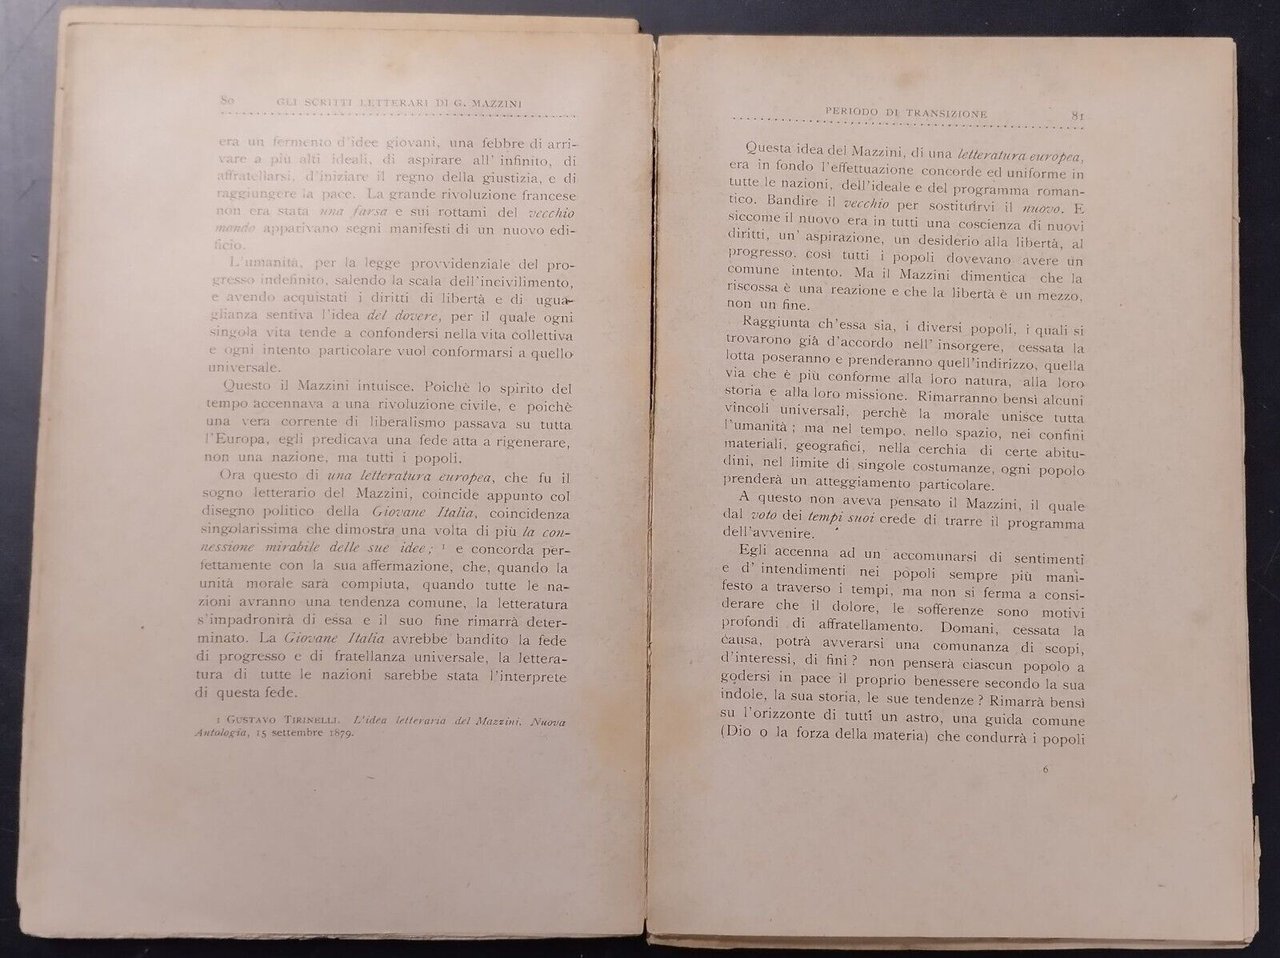 80 GLI SCRITTI LETTERARI DI G. MAZZINI
era un fermento d'idee giovani, una febbre di arri-
vare a più alti ideali, di aspirare all' infinito, di
affratellarsi, d'iniziare il regno della giustizia, e di
raggiungere la pace. La grande rivoluzione francese
non era stata una farsa e sui rottami del vecchio
mondo apparivano segni manifesti di un nuovo edi-
ficio.
L'umanità, per la legge provvidenziale del pro-
gresso indefinito, salendo la scala dell'incivilimento,
e avendo acquistati i diritti di libertà e di ugua-
glianza sentiva l'idea del dovere, per il quale ogni
singola vita tende a confondersi nella vita collettiva
e ogni intento particolare vuol conformarsi a quello
universale.
Questo il Mazzini intuisce. Poichè lo spirito del
tempo accennava a una rivoluzione civile, e poichè
una vera corrente di liberalismo passava su tutta
l'Europa, egli predicava una fede atta a rigenerare,
non una nazione, ma tutti i popoli.
Ora questo di una letteratura europea, che fu il
sogno letterario del Mazzini, coincide appunto col
disegno politico della Giovane Italia, coincidenza
singolarissima che dimostra una volta di più la con-
nessione mirabile delle sue idee; 1 e concorda per-
fettamente con la sua affermazione, che, quando la
unità morale sarà compiuta, quando tutte le na-
zioni avranno una tendenza comune, la letteratura
s'impadronirà di essa e il suo fine rimarrà deter-
minato. La Giovane Italia avrebbe bandito la fede
di progresso e di fratellanza universale, la lettera-
tura di tutte le nazioni sarebbe stata l'interprete
di questa fede.
1 GUSTAVO TIRINELLI. L'idea letteraria del Mazzini, Nuova
Antologia, 15 settembre 1879.
PERIODO DI TRANSIZIONE 81
Questa idea del Mazzini, di una letteratura europea,
era in fondo l'effettuazione concorde ed uniforme in
tutte le nazioni, dell'ideale e del programma roman-
tico. Bandire il vecchio per sostituirvi il nuovo. E
siccome il nuovo era in tutti una coscienza di nuovi
diritti, un' aspirazione, un desiderio alla libertà, al
progresso, così tutti i popoli dovevano avere un
comune intento. Ma il Mazzini dimentica che la
riscossa è una reazione e che la libertà è un mezzo,
non un fine.
Raggiunta ch'essa sia, i diversi popoli, i quali si
trovarono già d'accordo nell' insorgere, cessata la
lotta poseranno e prenderanno quell'indirizzo, quella
via che è più conforme alla loro natura, alla loro
storia e alla loro missione. Rimarranno bensì alcuni
vincoli universali, perchè la morale unisce tutta
l'umanità ; ma nel tempo, nello spazio, nei confini
materiali, geografici, nella cerchia di certe abitu-
dini, nel limite di singole costumanze, ogni popolo
prenderà un atteggiamento particolare.
A questo non aveva pensato il Mazzini, il quale
dal voto dei tempi suoi crede di trarre il programma
dell'avvenire.
Egli accenna ad un accomunarsi di sentimenti
e d' intendimenti nei popoli sempre più mani-
festo a traverso i tempi, ma non si ferma a consi-
derare che il dolore, le sofferenze sono motivi
profondi di affratellamento. Domani, cessata la
causa, potrà avverarsi una comunanza di scopi,
d'interessi, di fini ? non penserà ciascun popolo a
godersi in pace il proprio benessere secondo la sua
indole, la sua storia, le sue tendenze ? Rimarrà bensì
su l'orizzonte di tutti un astro, una guida comune
(Dio o la forza della materia) che condurrà i popoli
6